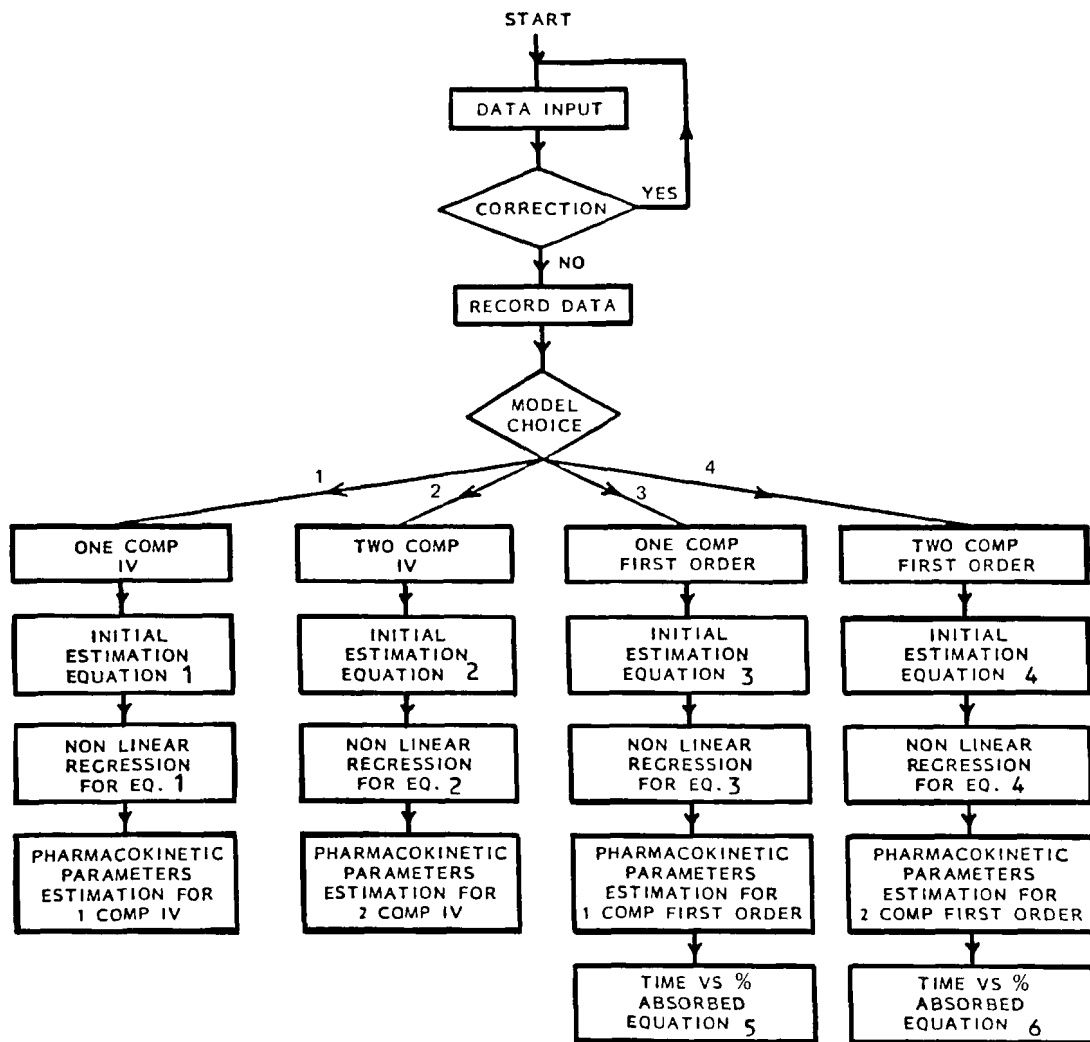 START
DATA INPUT
CORRECTION
YES
NO
RECORD DATA
MODEL
CHOICE
1
2
3
4
ONE COMP
IV
INITIAL
ESTIMATION
EQUATION 1
NON LINEAR
REGRESSION
FOR EQ. 1
PHARMACOKINETIC
PARAMETERS
ESTIMATION FOR
1 COMP IV
TWO COMP
IV
INITIAL
ESTIMATION
EQUATION 2
NON LINEAR
REGRESSION
FOR EQ. 2
PHARMACOKINETIC
PARAMETERS
ESTIMATION FOR
2 COMP IV
ONE COMP
FIRST ORDER
INITIAL
ESTIMATION
EQUATION 3
NON LINEAR
REGRESSION
FOR EQ. 3
PHARMACOKINETIC
PARAMETERS
ESTIMATION FOR
1 COMP FIRST ORDER
TIME VS %
ABSORBED
EQUATION 5
TWO COMP
FIRST ORDER
INITIAL
ESTIMATION
EQUATION 4
NON LINEAR
REGRESSION
FOR EQ. 4
PHARMACOKINETIC
PARAMETERS
ESTIMATION FOR
2 COMP FIRST ORDER
TIME VS %
ABSORBED
EQUATION 6